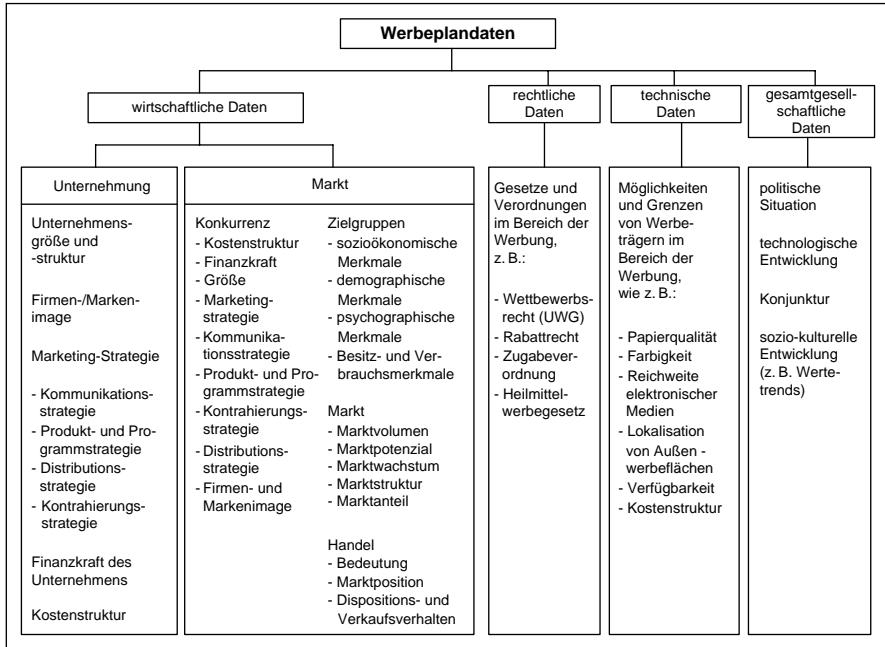 Werbeplandaten
wirtschaftliche Daten
rechtliche
Daten
technische
Daten
gesamtgesell-
schaftliche
Daten
Unternehmung
Unternehmens-
größe und
-struktur
Firmen-/Marken-
image
Marketing-Strategie
- Kommunikations-
strategie
- Produkt- und Pro-
grammstrategie
- Distributions-
strategie
- Kontrahierungs-
strategie
Finanzkraft des
Unternehmens
Kostenstruktur
Markt
Konkurrenz
- Kostenstruktur
- Finanzkraft
- Größe
- Marketing-
strategie
- Kommunika-
tionsstrategie
- Produkt- und Pro-
grammstrategie
- Kontrahierungs-
strategie
- Distributions-
strategie
- Firmen- und
Markenimage
Zielgruppen
- sozioökonomische
Merkmale
- demographische
Merkmale
- psychographische
Merkmale
- Besitz- und Ver-
brauchsmerkmale
Markt
- Marktvolumen
- Marktpotenzial
- Marktwachstum
- Marktstruktur
- Marktanteil
Handel
- Bedeutung
- Marktposition
- Dispositions- und
Verkaufsverhalten
Gesetze und
Verordnungen
im Bereich der
Werbung,
z. B.:
- Wettbewerbs-
recht (UWG)
- Rabattrecht
- Zugabever-
ordnung
- Heilmittel-
werbegesetz
Möglichkeiten
und Grenzen
von Werbe-
trägern im
Bereich der
Werbung,
wie z. B.:
- Papierqualität
- Farbigkeit
- Reichweite
elektronischer
Medien
- Lokalisation
von Außen -
werbeflächen
- Verfügbarkeit
- Kostenstruktur
politische
Situation
technologische
Entwicklung
Konjunktur
sozio-kulturelle
Entwicklung
(z. B. Werte-
trends)